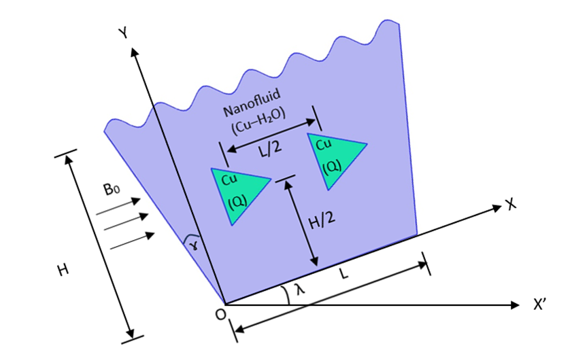 Y
Nanofluid
(Cu–H₂O)
L/2
Cu
(Q)
Cu
(Q)
B₀
H/2
H
γ
X
L
λ
X'
O